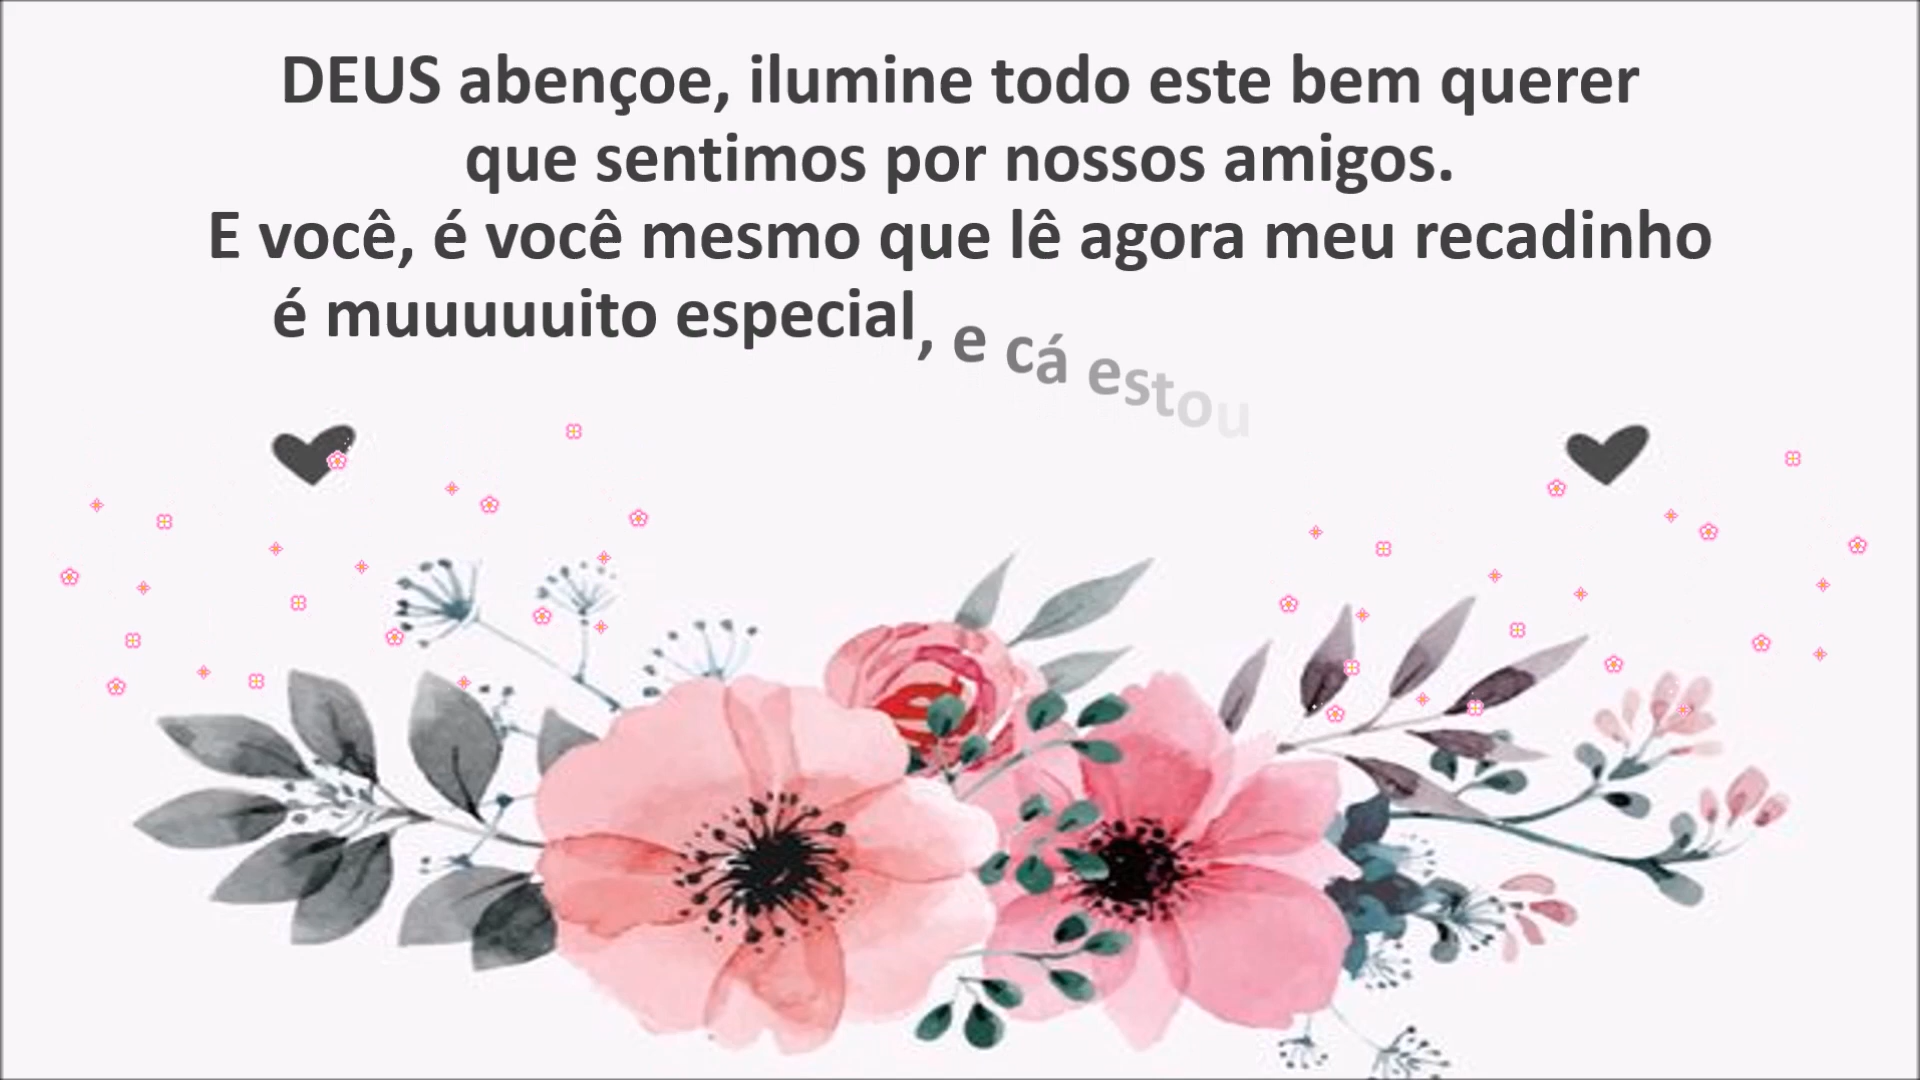 DEUS abençoe, ilumine todo este bem querer
que sentimos por nossos amigos.
E você, é você mesmo que lê agora meu recadinho
é muuuuuuito especial, e cá estou